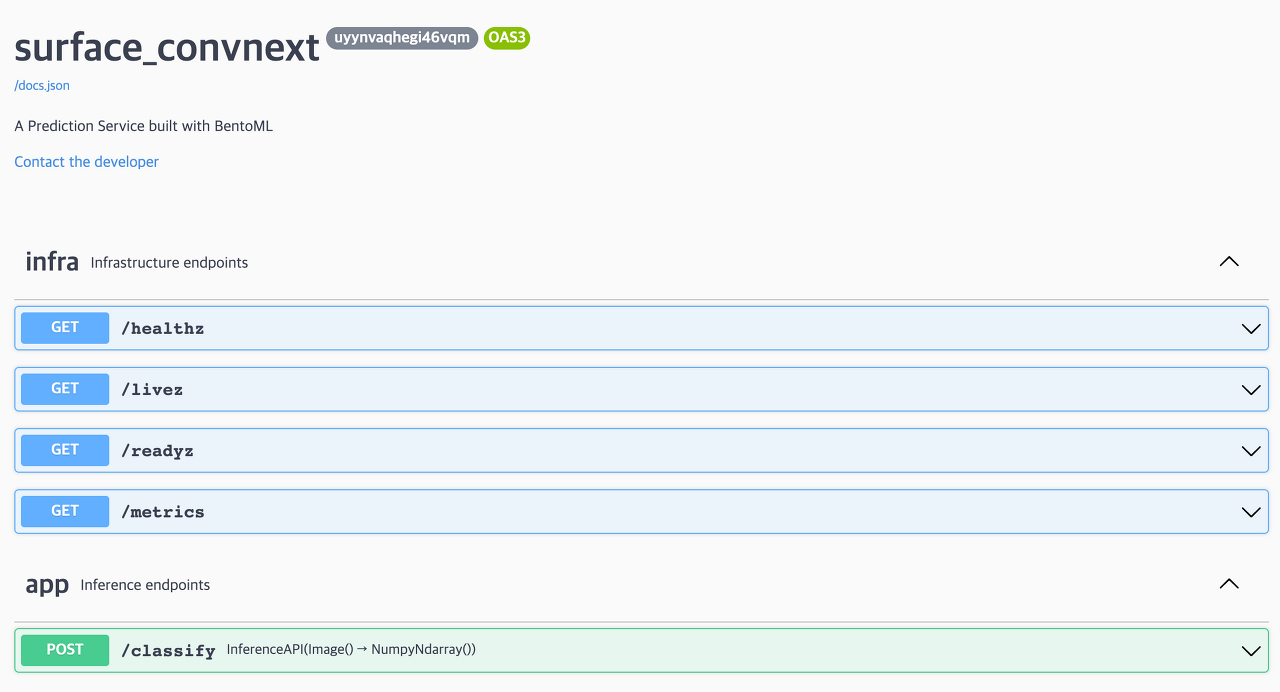 surface_convnext uyynvaqhegi46vqm OAS3
/docs.json
A Prediction Service built with BentoML
Contact the developer
infra Infrastructure endpoints
GET /healthz
GET /livez
GET /readyz
GET /metrics
app Inference endpoints
POST /classify InferenceAPI(Image() → NumpyNdarray())